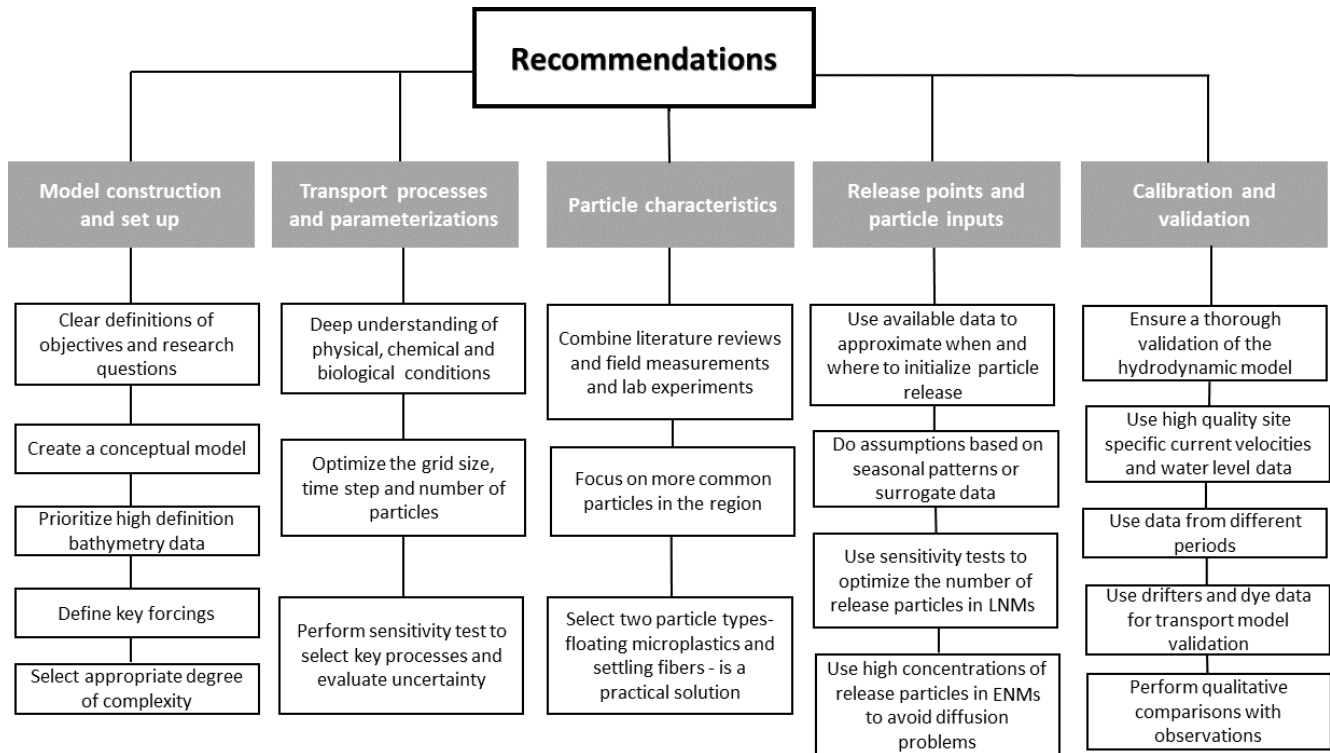 Recommendations
Model construction
and set up
Clear definitions of
objectives and research
questions
Create a conceptual model
Prioritize high definition
bathymetry data
Define key forcings
Select appropriate degree
of complexity
Transport processes
and parameterizations
Deep understanding of
physical, chemical and
biological conditions
Optimize the grid size,
time step and number of
particles
Perform sensitivity test to
select key processes and
evaluate uncertainty
Particle characteristics
Combine literature reviews
and field measurements
and lab experiments
Focus on more common
particles in the region
Select two particle types-
floating microplastics and
settling fibers - is a
practical solution
Release points and
particle inputs
Use available data to
approximate when and
where to initialize particle
release
Do assumptions based on
seasonal patterns or
surrogate data
Use sensitivity tests to
optimize the number of
release particles in LNMs
Use high concentrations of
release particles in ENMs
to avoid diffusion
problems
Calibration and
validation
Ensure a thorough
validation of the
hydrodynamic model
Use high quality site
specific current velocities
and water level data
Use data from different
periods
Use drifters and dye data
for transport model
validation
Perform qualitative
comparisons with
observations